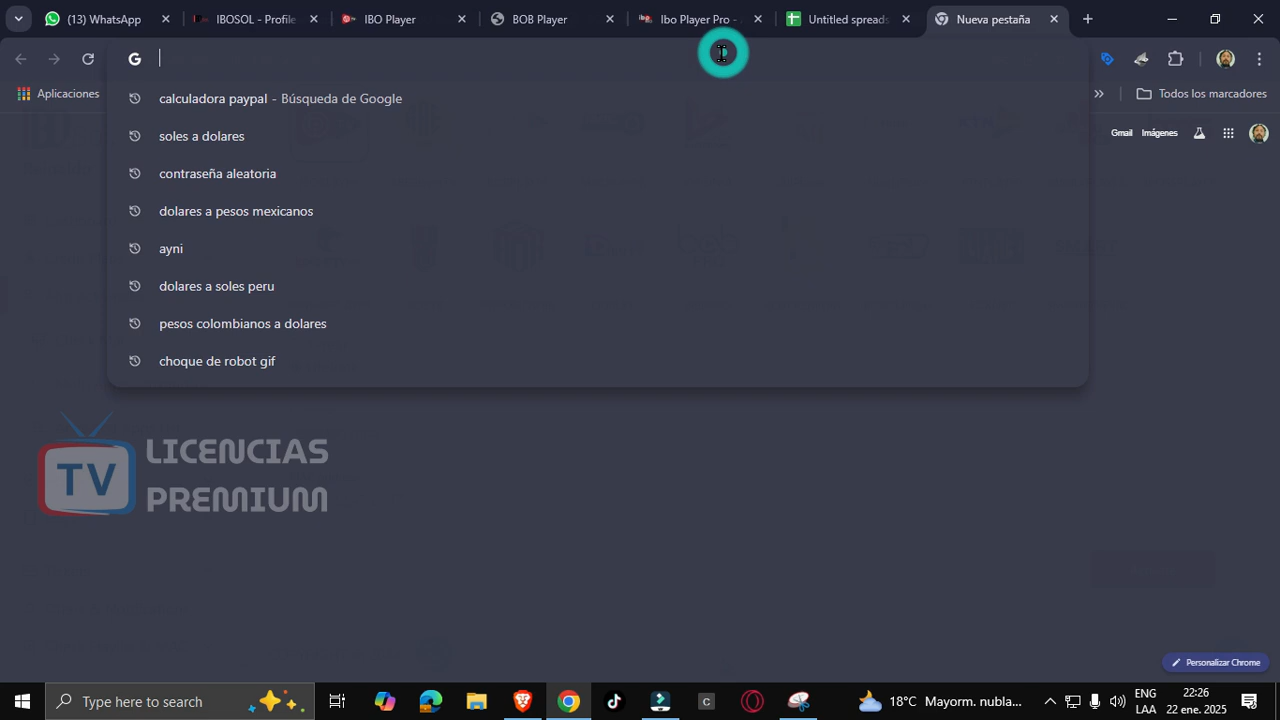 (13) WhatsApp
IBOSOL - Profile
IBO Player
BOB Player
Ibo Player Pro -
Untitled spreads
Nueva pestaña
Aplicaciones
Todos los marcadores
calculadora paypal - Búsqueda de Google
soles a dolares
contraseña aleatoria
dolares a pesos mexicanos
ayni
dolares a soles peru
pesos colombianos a dolares
choque de robot gif
Gmail Imágenes
TV LICENCIAS
PREMIUM
Personalizar Chrome
Type here to search
18°C Mayorm. nubla...
ENG
LAA
22:26
22 ene. 2025